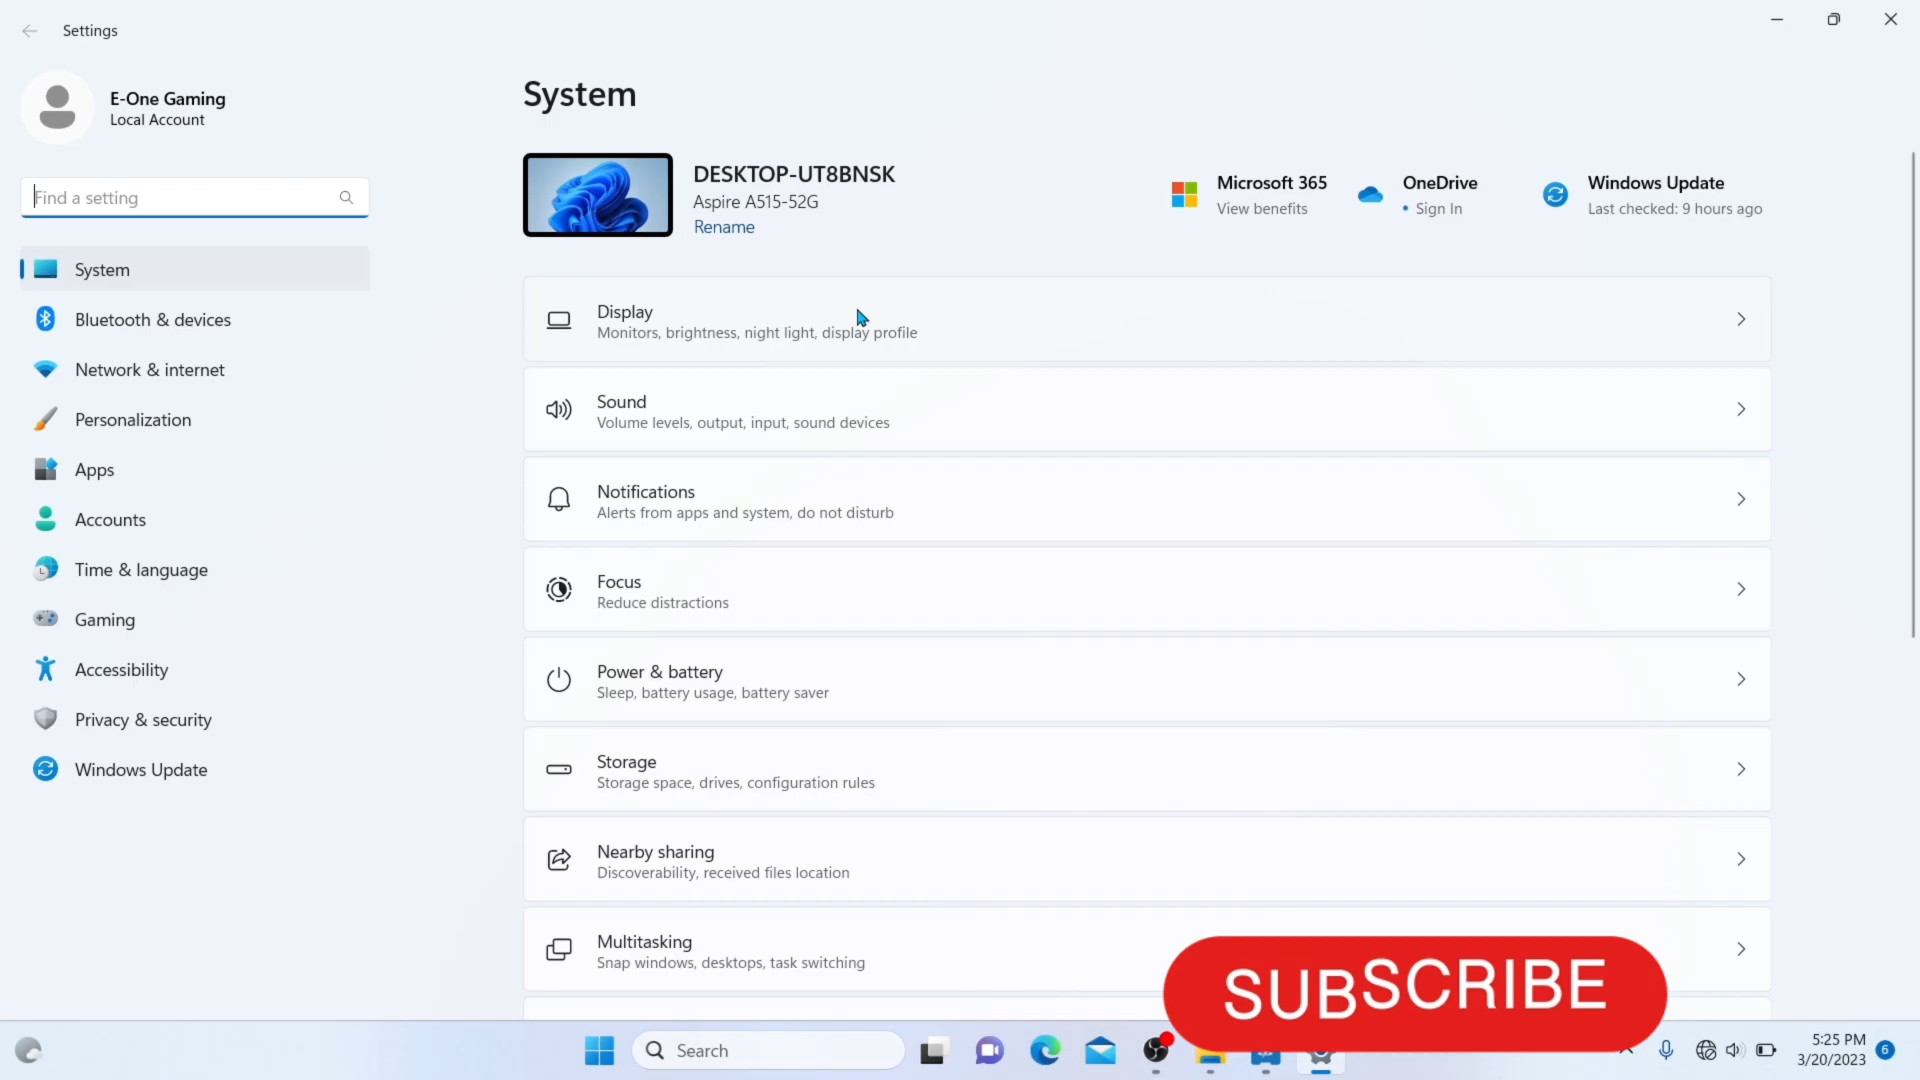 Settings
E-One Gaming
Local Account
Find a setting
System
Bluetooth & devices
Network & internet
Personalization
Apps
Accounts
Time & language
Gaming
Accessibility
Privacy & security
Windows Update
System
DESKTOP-UT8BNSK
Aspire A515-52G
Rename
Microsoft 365
View benefits
OneDrive
• Sign In
Windows Update
Last checked: 9 hours ago
Display
Monitors, brightness, night light, display profile
Sound
Volume levels, output, input, sound devices
Notifications
Alerts from apps and system, do not disturb
Focus
Reduce distractions
Power & battery
Sleep, battery usage, battery saver
Storage
Storage space, drives, configuration rules
Nearby sharing
Discoverability, received files location
Multitasking
Snap windows, desktops, task switching
SUBSCRIBE
Search
5:25 PM
3/20/2023
6